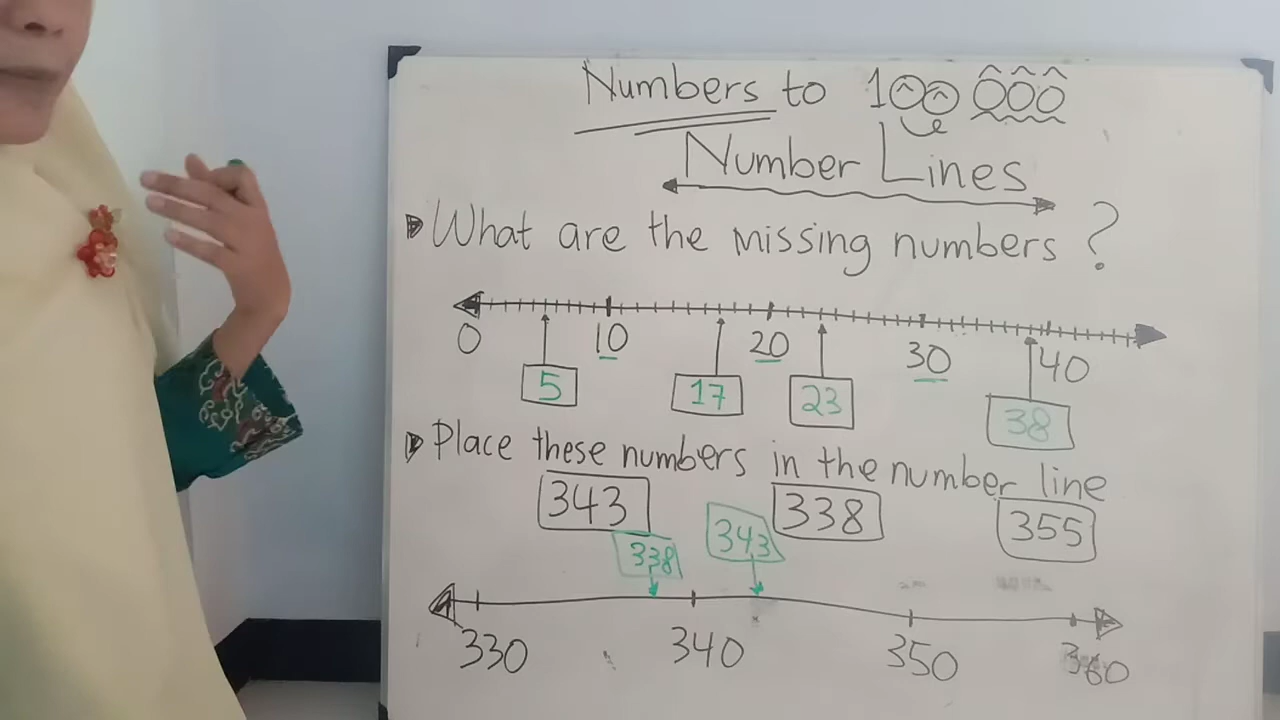 Numbers to 100 000
Number Lines
What are the missing numbers ?
0 10 20 30 40
5 17 23 38
Place these numbers in the number line
343 338 355
338 343
330 340 350 360